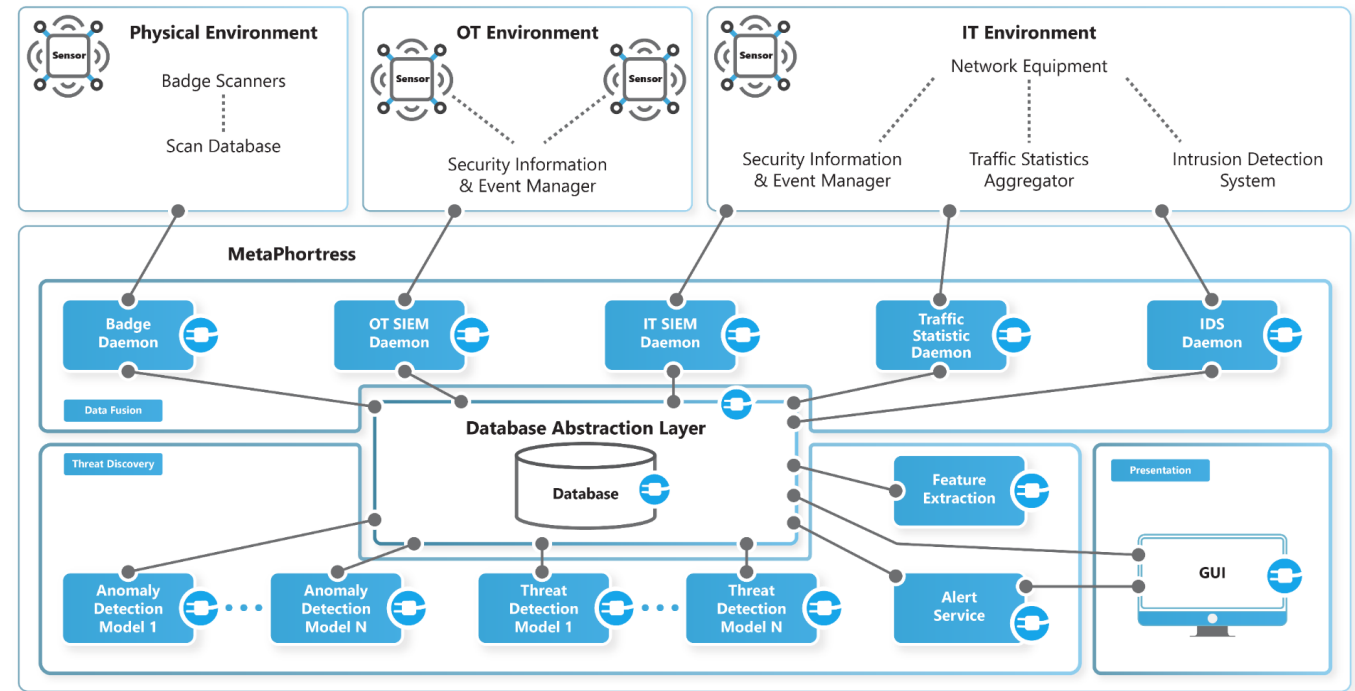 Physical Environment
Sensor
Badge Scanners
Scan Database
OT Environment
Sensor
Sensor
Security Information
& Event Manager
IT Environment
Sensor
Network Equipment
Security Information
& Event Manager
Traffic Statistics
Aggregator
Intrusion Detection
System
MetaPhortress
Badge
Daemon
OT SIEM
Daemon
IT SIEM
Daemon
Traffic
Statistic
Daemon
IDS
Daemon
Data Fusion
Database Abstraction Layer
Database
Threat Discovery
Feature
Extraction
Presentation
Anomaly
Detection
Model 1
Anomaly
Detection
Model N
Threat
Detection
Model 1
Threat
Detection
Model N
Alert
Service
GUI